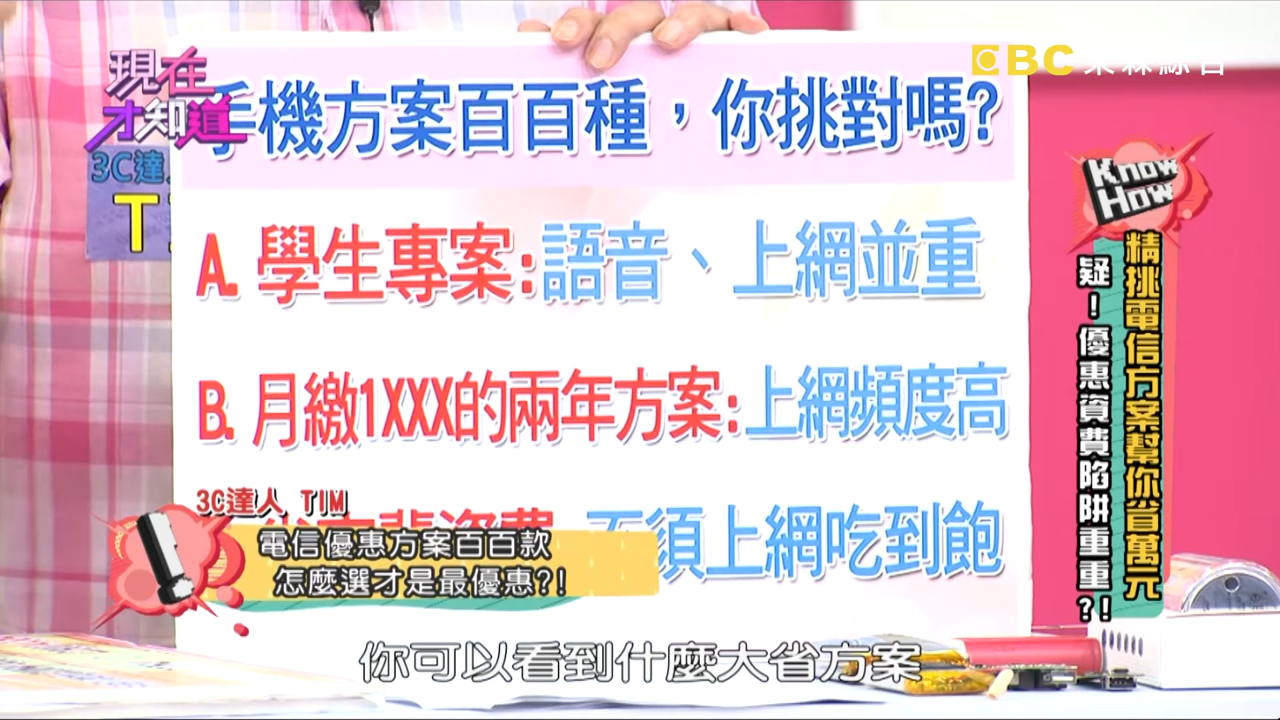 EBC 東森綜合
現在
才知道
手機方案百百種，你挑對嗎?
3C達
A. 學生專案:語音、上網並重
B. 月繳1XXX的兩年方案:上網頻度高
須上網吃到飽
3C達人 TIM
電信優惠方案百百款
怎麼選才是最優惠?!
Know
How
精挑電信方案幫你省萬元
疑!優惠資費陷阱重重?!
你可以看到什麼大省方案